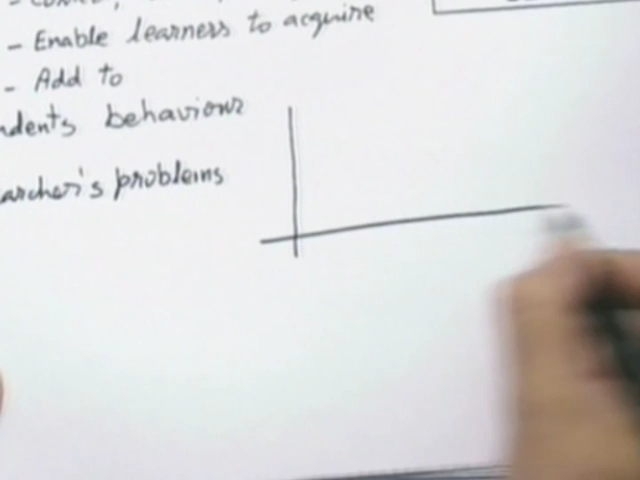 - Enable learners to acquire
- Add to
behaviour
problems